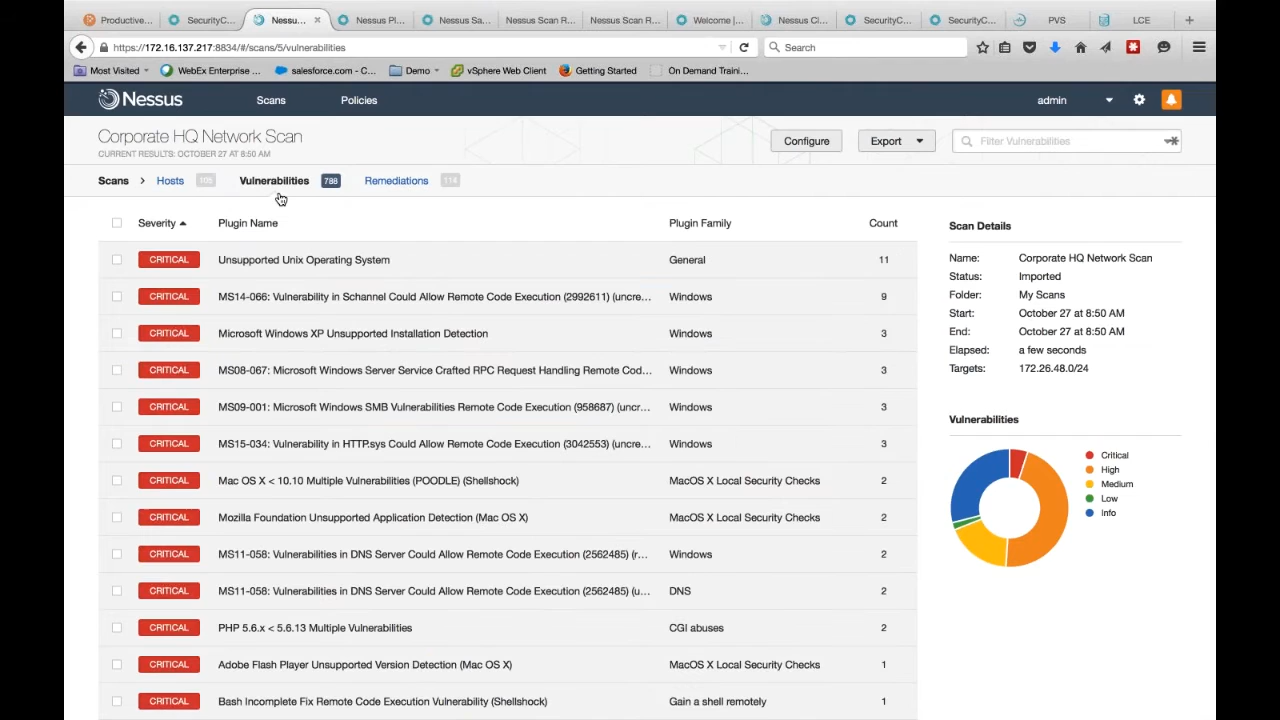 Productive...
SecurityC...
Nessu...
Nessus Pl...
Nessus Sa...
Nessus Scan R...
Nessus Scan R...
Welcome |...
Nessus Cl...
SecurityC...
SecurityC...
PVS
LCE
https://172.16.137.217:8834/#/scans/5/vulnerabilities
Search
Most Visited
WebEx Enterprise ...
salesforce.com - C...
Demo
vSphere Web Client
Getting Started
On Demand Traini...
Nessus
Scans
Policies
admin
Corporate HQ Network Scan
CURRENT RESULTS: OCTOBER 27 AT 8:50 AM
Configure
Export
Filter Vulnerabilities
Scans > Hosts 105 Vulnerabilities 788 Remediations 114
Severity Plugin Name Plugin Family Count
CRITICAL Unsupported Unix Operating System General 11
CRITICAL MS14-066: Vulnerability in Schannel Could Allow Remote Code Execution (2992611) (uncre... Windows 9
CRITICAL Microsoft Windows XP Unsupported Installation Detection Windows 3
CRITICAL MS08-067: Microsoft Windows Server Service Crafted RPC Request Handling Remote Cod... Windows 3
CRITICAL MS09-001: Microsoft Windows SMB Vulnerabilities Remote Code Execution (958687) (uncr... Windows 3
CRITICAL MS15-034: Vulnerability in HTTP.sys Could Allow Remote Code Execution (3042553) (uncre... Windows 3
CRITICAL Mac OS X < 10.10 Multiple Vulnerabilities (POODLE) (Shellshock) MacOS X Local Security Checks 2
CRITICAL Mozilla Foundation Unsupported Application Detection (Mac OS X) MacOS X Local Security Checks 2
CRITICAL MS11-058: Vulnerabilities in DNS Server Could Allow Remote Code Execution (2562485) (r... Windows 2
CRITICAL MS11-058: Vulnerabilities in DNS Server Could Allow Remote Code Execution (2562485) (u... DNS 2
CRITICAL PHP 5.6.x < 5.6.13 Multiple Vulnerabilities CGI abuses 2
CRITICAL Adobe Flash Player Unsupported Version Detection (Mac OS X) MacOS X Local Security Checks 1
CRITICAL Bash Incomplete Fix Remote Code Execution Vulnerability (Shellshock) Gain a shell remotely 1
Scan Details
Name: Corporate HQ Network Scan
Status: Imported
Folder: My Scans
Start: October 27 at 8:50 AM
End: October 27 at 8:50 AM
Elapsed: a few seconds
Targets: 172.26.48.0/24
Vulnerabilities
Critical
High
Medium
Low
Info